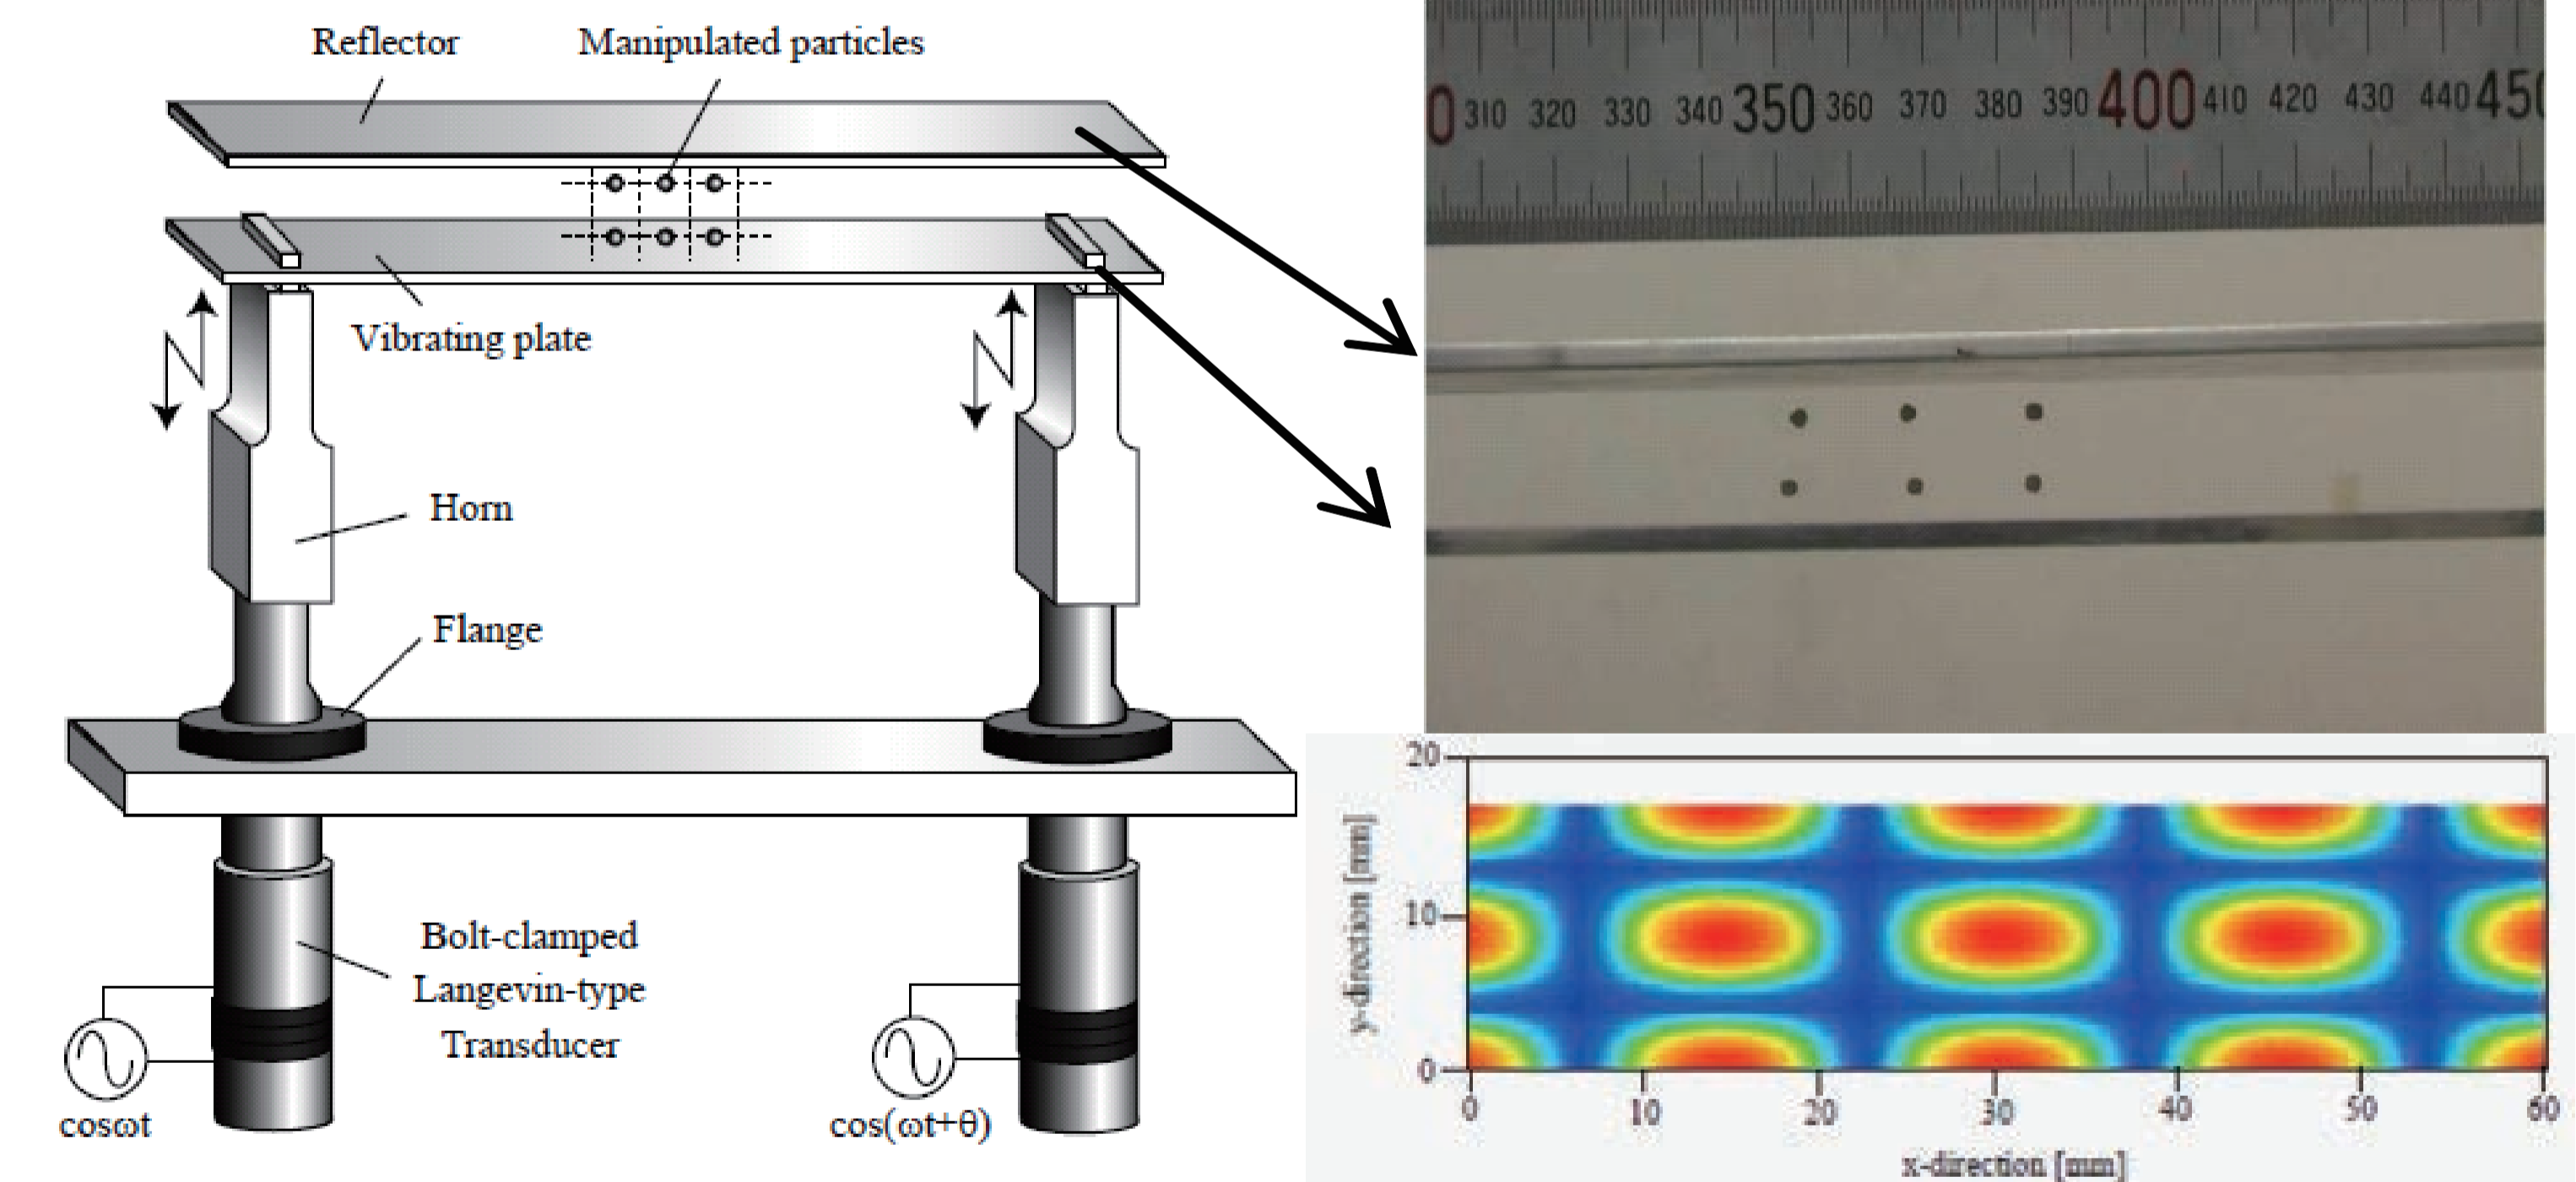 Reflector
Manipulated particles
Vibrating plate
Horn
Flange
Bolt-clamped
Langevin-type
Transducer
cosωt
cos(ωt+θ)
0 310 320 330 340 350 360 370 380 390 400 410 420 430 440 450
20
10
0
y-direction [mm]
0 10 20 30 40 50 60
x-direction [mm]